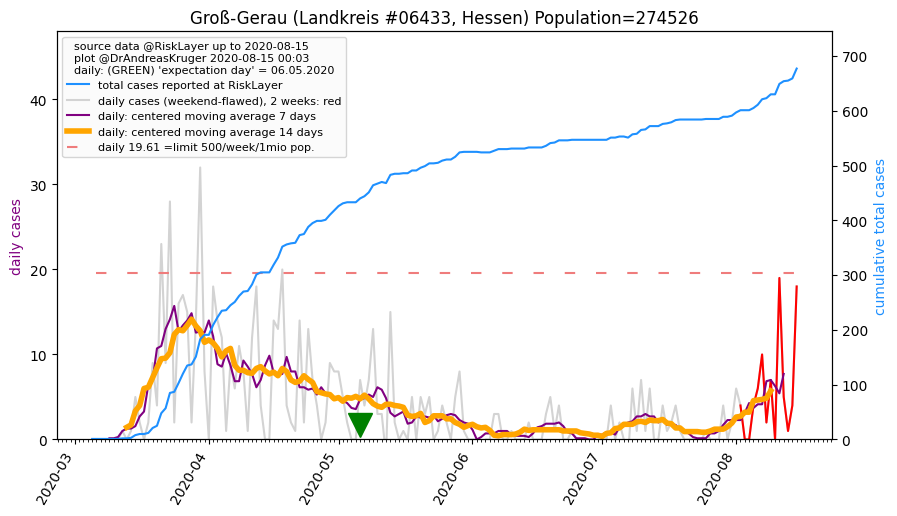 Groß-Gerau (Landkreis #06433, Hessen) Population=274526
source data @RiskLayer up to 2020-08-15
plot @DrAndreasKruger 2020-08-15 00:03
daily: (GREEN) 'expectation day' = 06.05.2020
total cases reported at RiskLayer
daily cases (weekend-flawed), 2 weeks: red
daily: centered moving average 7 days
daily: centered moving average 14 days
daily 19.61 =limit 500/week/1mio pop.
daily cases
0
10
20
30
40
cumulative total cases
0
100
200
300
400
500
600
700
2020-03
2020-04
2020-05
2020-06
2020-07
2020-08